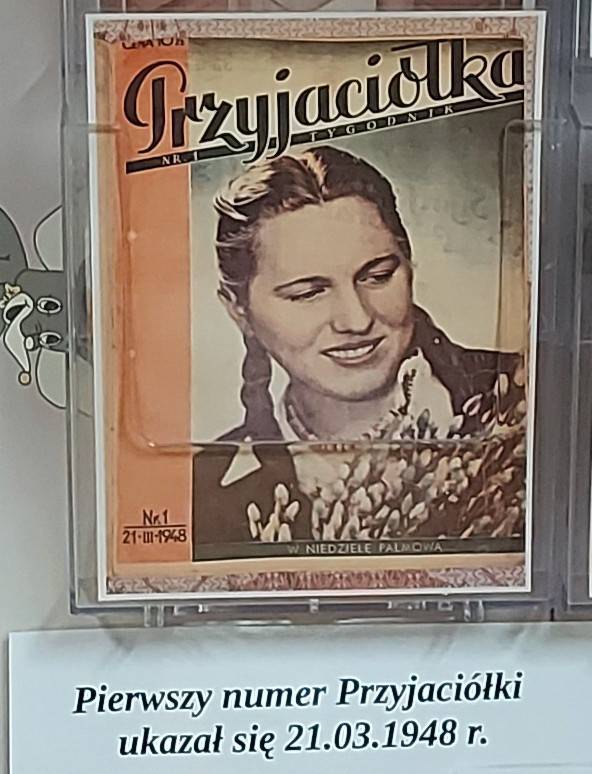 CENA 10 zł
Przyjaciółka
NR. 1 TYGODNIK
Nr. 1
21-III-1948
W NIEDZIELĘ PALMOWĄ
Pierwszy numer Przyjaciółki
ukazał się 21.03.1948 r.